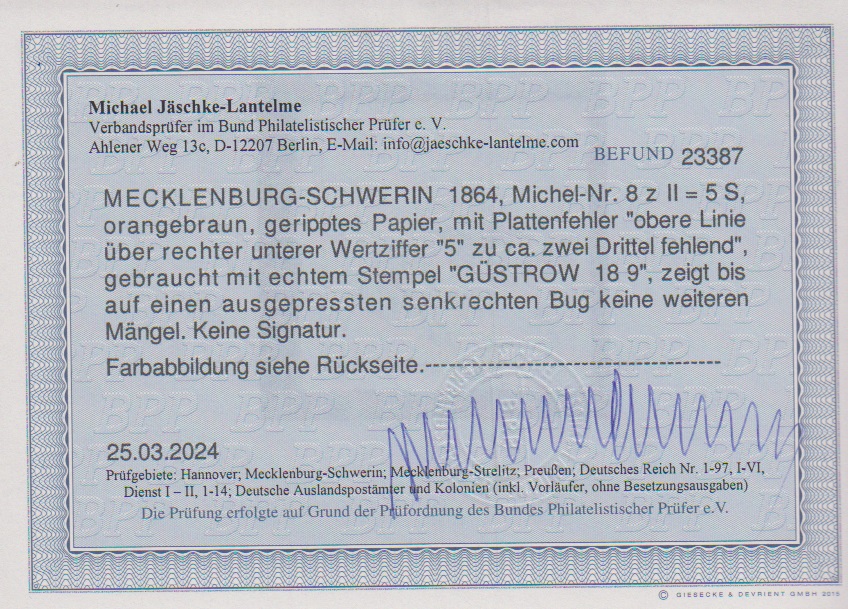 Michael Jäschke-Lantelme
Verbandsprüfer im Bund Philatelistischer Prüfer e. V.
Ahlener Weg 13c, D-12207 Berlin, E-Mail: info@jaeschke-lantelme.com
BEFUND 23387
MECKLENBURG-SCHWERIN 1864, Michel-Nr. 8 z II = 5 S,
orangebraun, geripptes Papier, mit Plattenfehler "obere Linie
über rechter unterer Wertziffer "5" zu ca. zwei Drittel fehlend",
gebraucht mit echtem Stempel "GÜSTROW 18 9", zeigt bis
auf einen ausgepressten senkrechten Bug keine weiteren
Mängel. Keine Signatur.
Farbabbildung siehe Rückseite.------------------------------------
25.03.2024
Prüfgebiete: Hannover; Mecklenburg-Schwerin; Mecklenburg-Strelitz; Preußen; Deutsches Reich Nr. 1-97, I-VI,
Dienst I – II, 1-14; Deutsche Auslandspostämter und Kolonien (inkl. Vorläufer, ohne Besetzungsausgaben)
Die Prüfung erfolgte auf Grund der Prüfordnung des Bundes Philatelistischer Prüfer e.V.
© GIESECKE & DEVRIENT GMBH 2015